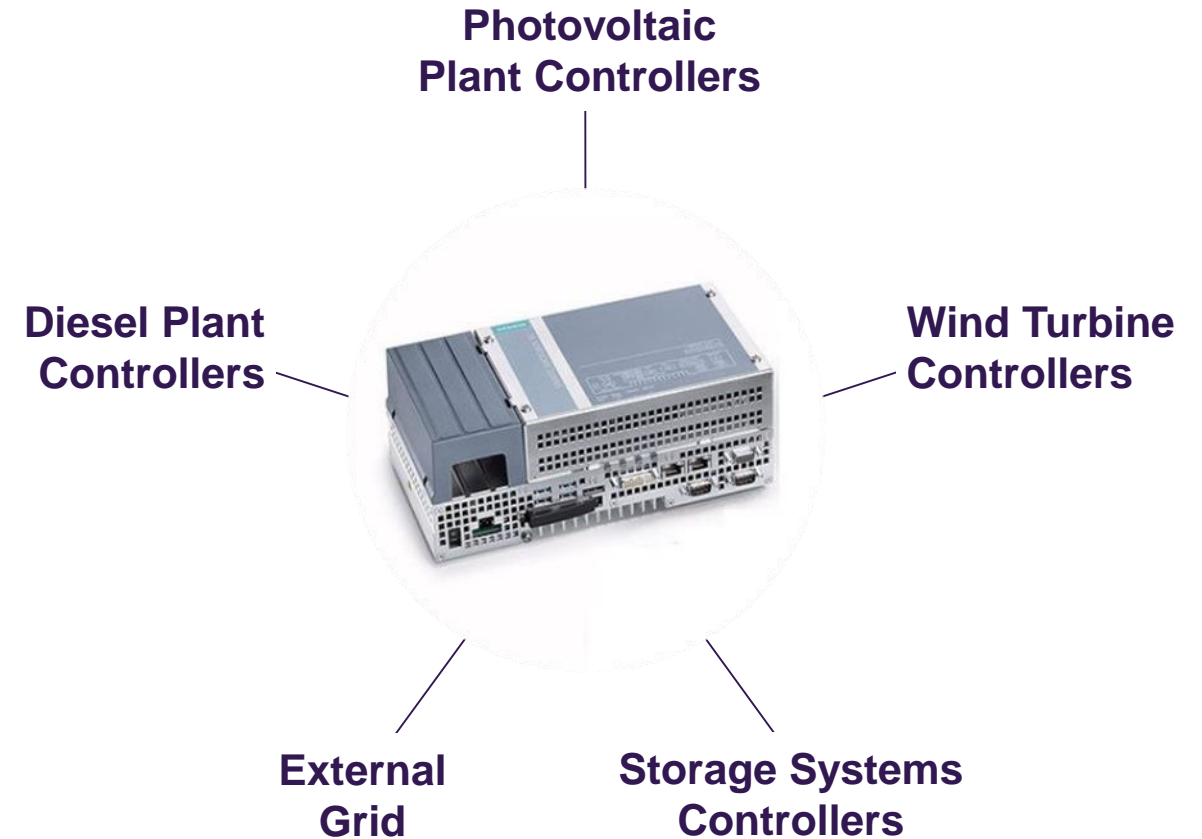 Photovoltaic
Plant Controllers
Diesel Plant
Controllers
Wind Turbine
Controllers
External
Grid
Storage Systems
Controllers